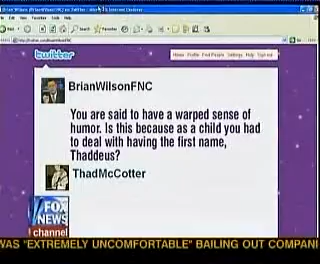 twitter
Home Profile Find People Settings Help Sign out
BrianWilsonFNC
You are said to have a warped sense of
humor. Is this because as a child you had
to deal with having the first name,
Thaddeus?
ThadMcCotter
FOX
NEWS
channel
WAS "EXTREMELY UNCOMFORTABLE" BAILING OUT COMPANI